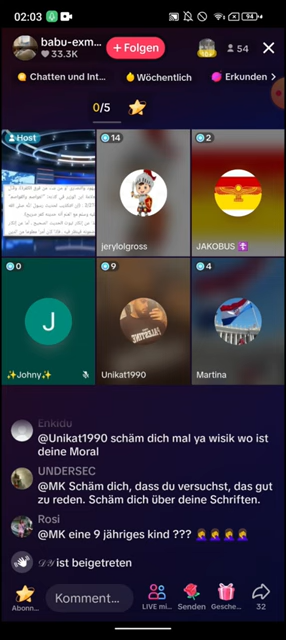 02:03
94
babu-exm...
33.3K
+ Folgen
54
Chatten und Int...
Wöchentlich
Erkunden >
0/5
Host
14
jerylolgross
2
JAKOBUS
0
J
✨Johny✨
9
Unikat1990
4
Martina
Enkidu
@Unikat1990 schäm dich mal ya wisik wo ist
deine Moral
UNDERSEC
@MK Schäm dich, dass du versuchst, das gut
zu reden. Schäm dich über deine Schriften.
Rosi
@MK eine 9 jähriges kind ??? 🤦‍♀️🤦‍♀️🤦‍♀️🤦‍♀️
ist beigetreten
Abonn...
Komment...
LIVE mi...
Senden
Gesche...
32